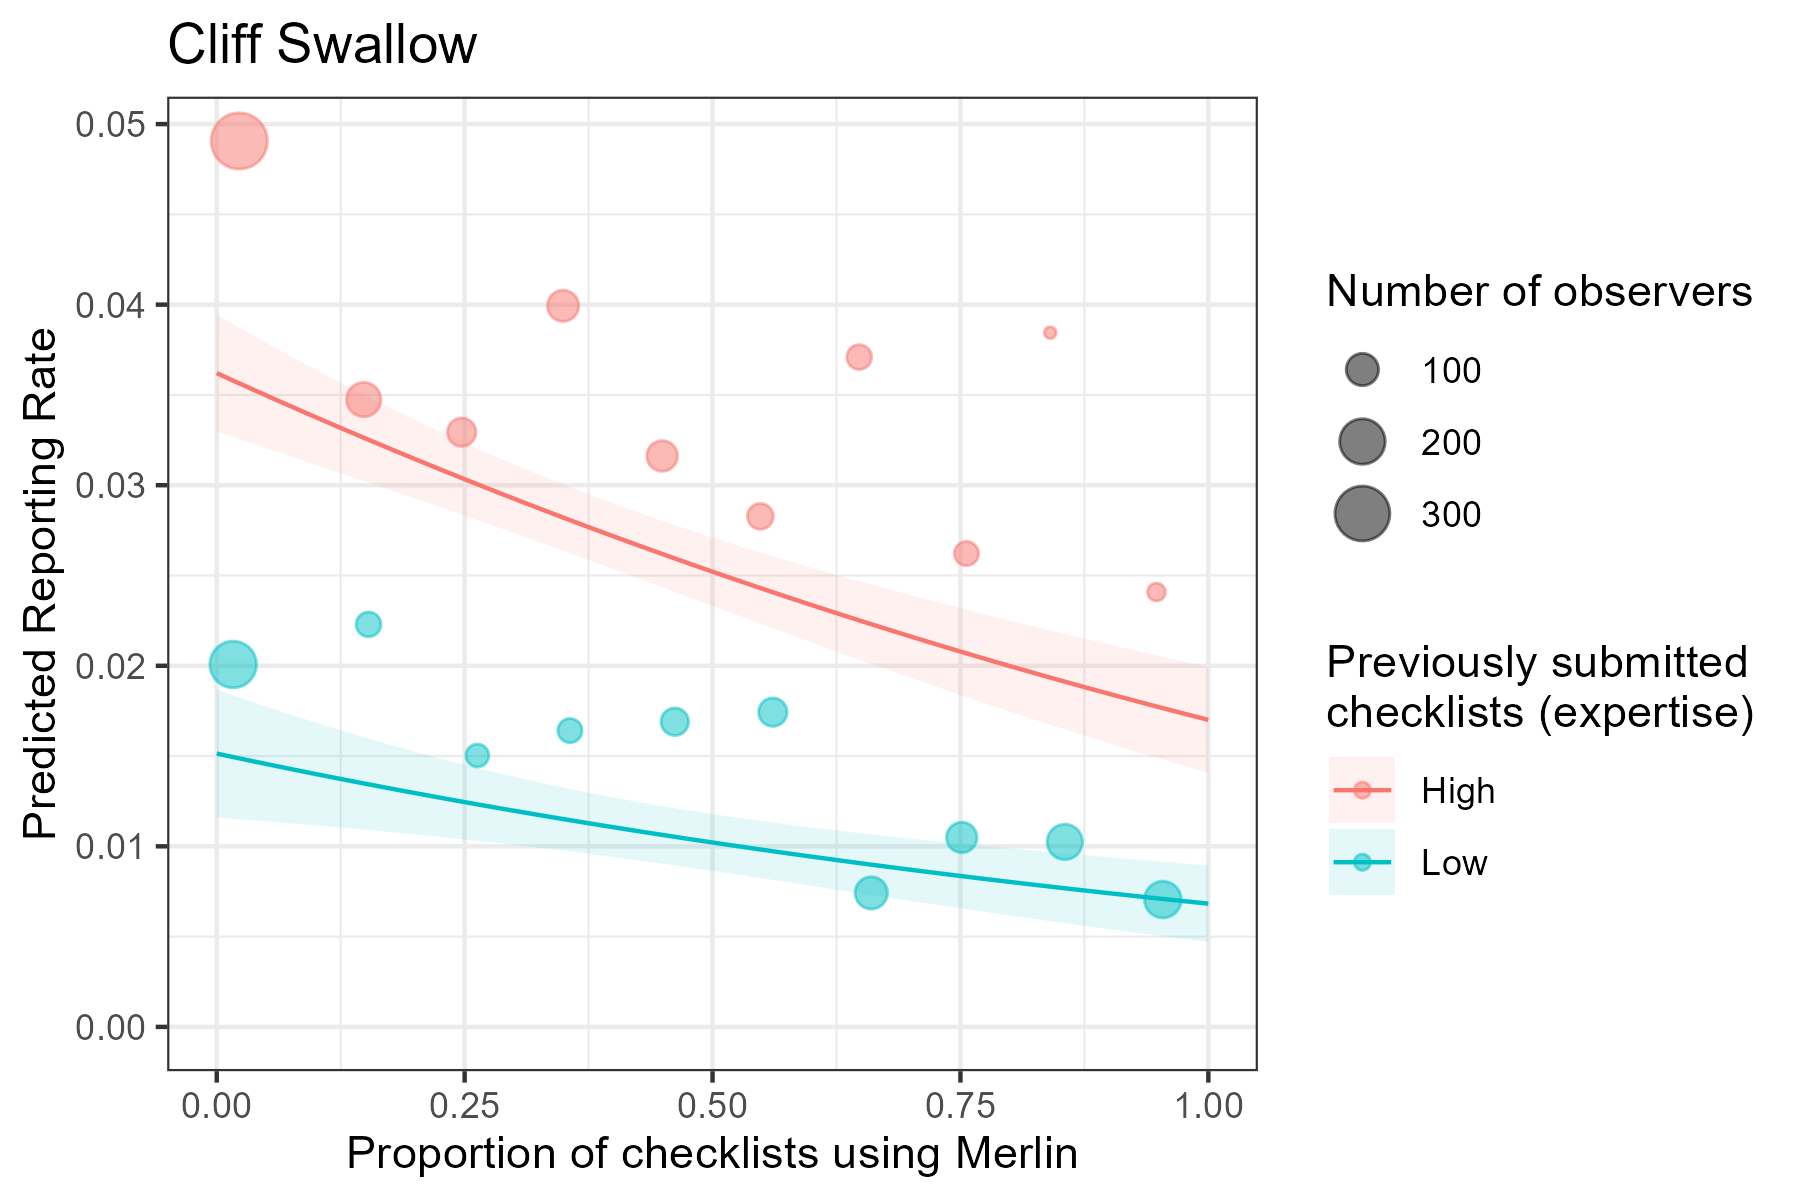 Cliff Swallow
0.05
0.04
0.03
0.02
0.01
0.00
Predicted Reporting Rate
0.00 0.25 0.50 0.75 1.00
Proportion of checklists using Merlin
Number of observers
100
200
300
Previously submitted
checklists (expertise)
High
Low